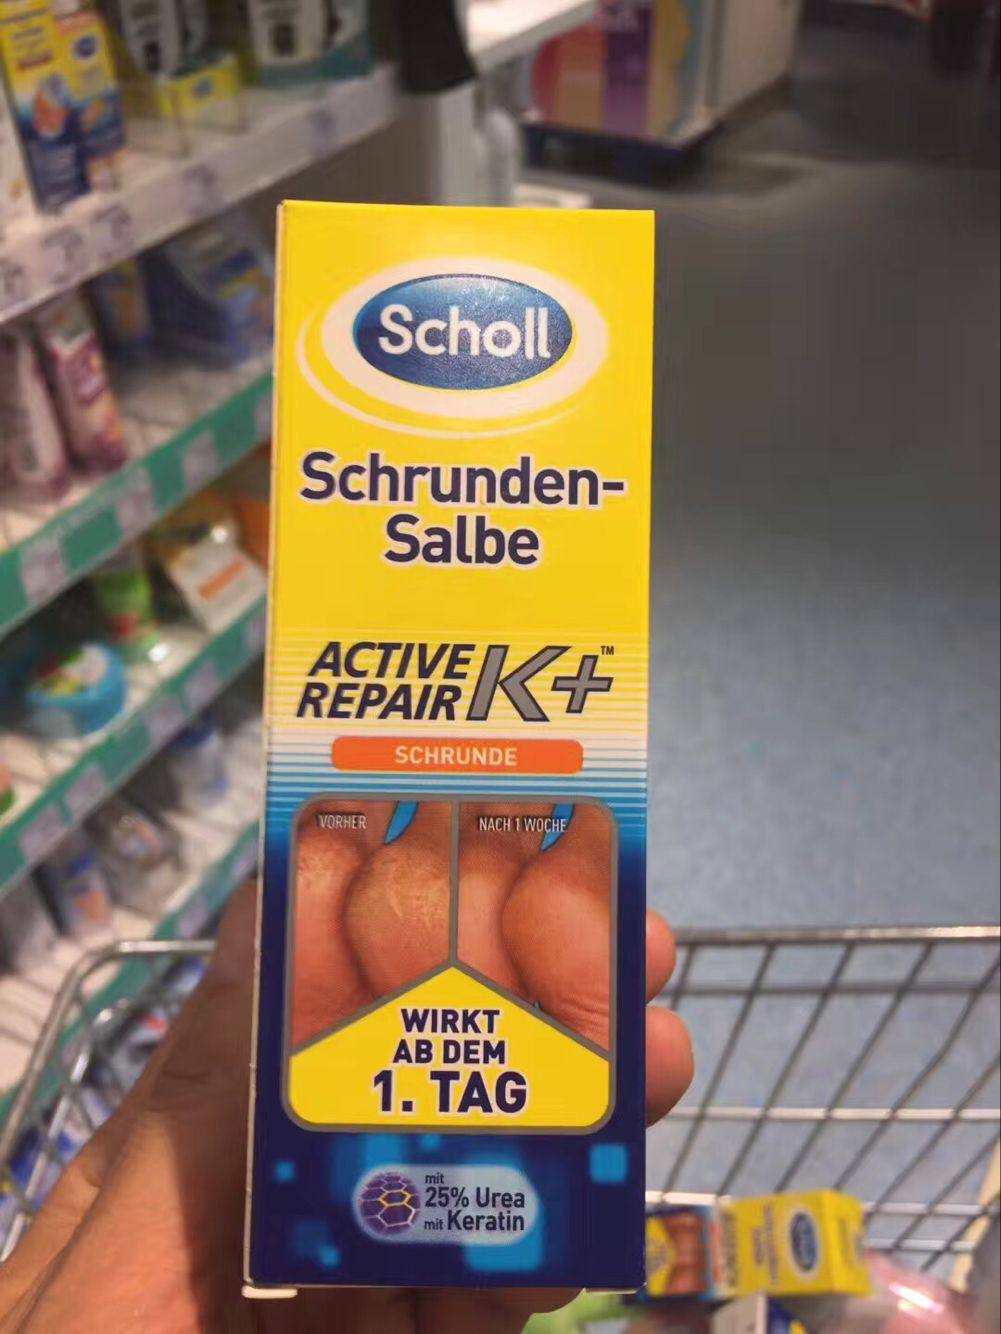 Scholl
Schrunden-
Salbe
ACTIVE
REPAIR K+™
SCHRUNDE
VORHER
NACH 1 WOCHE
WIRKT
AB DEM
1. TAG
mit
25% Urea
mit Keratin
Scholl